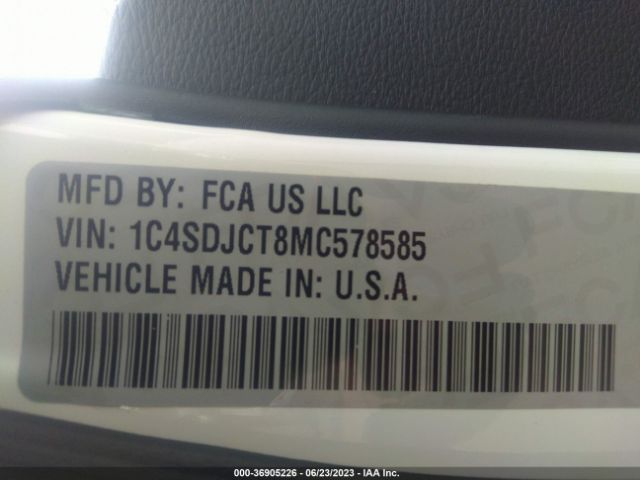 MFD BY: FCA US LLC
VIN: 1C4SDJCT8MC578585
VEHICLE MADE IN: U.S.A.
000-36905226 - 06/23/2023 - IAA Inc.